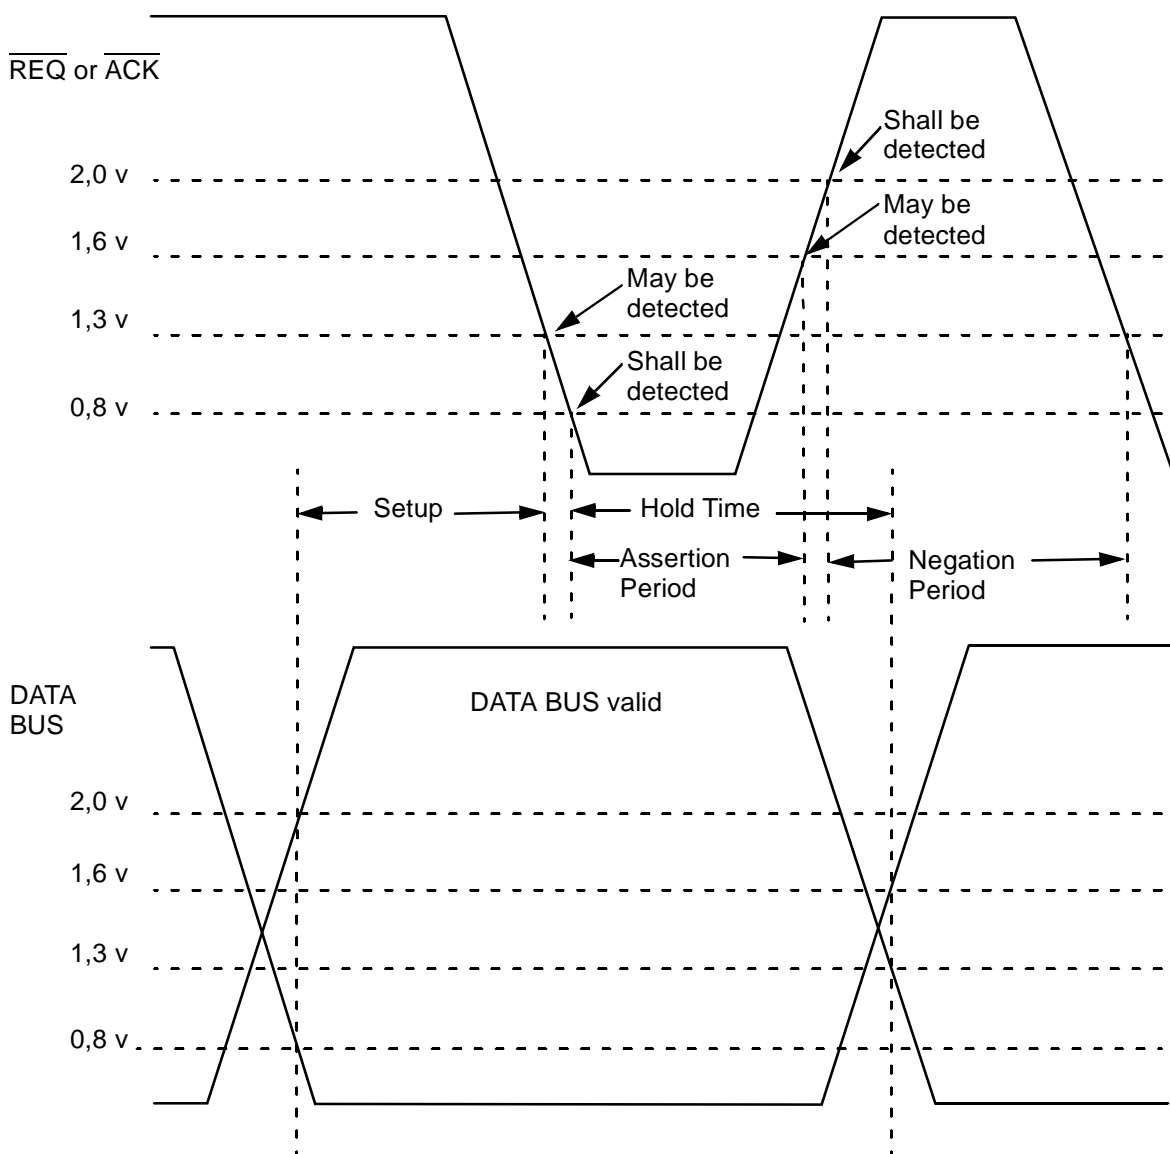 REQ or ACK
Shall be
detected
2,0 v
May be
detected
1,6 v
May be
detected
1,3 v
Shall be
detected
0,8 v
Setup
Hold Time
Assertion
Period
Negation
Period
DATA
BUS
DATA BUS valid
2,0 v
1,6 v
1,3 v
0,8 v